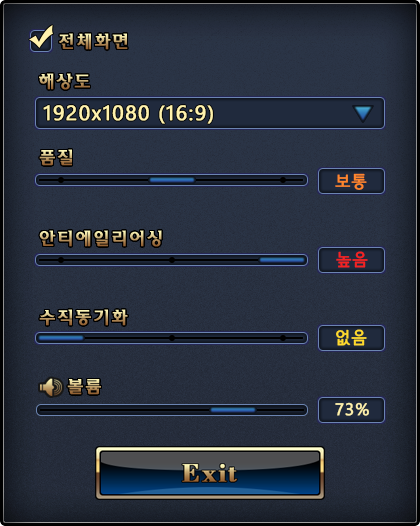 전체화면
해상도
1920x1080 (16:9)
품질
보통
안티에일리어싱
높음
수직동기화
없음
볼륨
73%
Exit